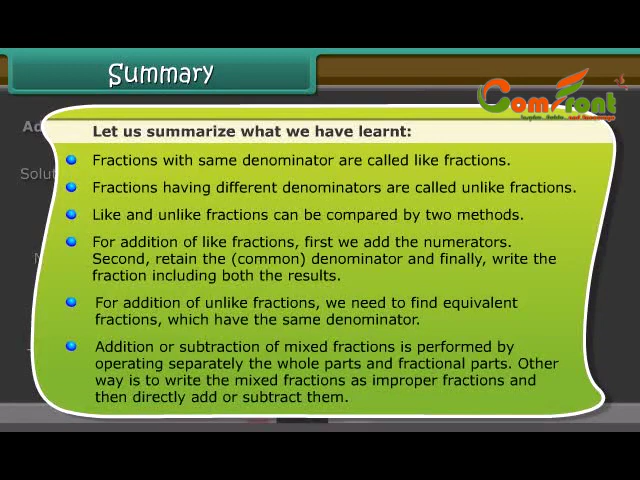 Summary
ComFront
Let us summarize what we have learnt:
Fractions with same denominator are called like fractions.
Fractions having different denominators are called unlike fractions.
Like and unlike fractions can be compared by two methods.
For addition of like fractions, first we add the numerators.
Second, retain the (common) denominator and finally, write the
fraction including both the results.
For addition of unlike fractions, we need to find equivalent
fractions, which have the same denominator.
Addition or subtraction of mixed fractions is performed by
operating separately the whole parts and fractional parts. Other
way is to write the mixed fractions as improper fractions and
then directly add or subtract them.